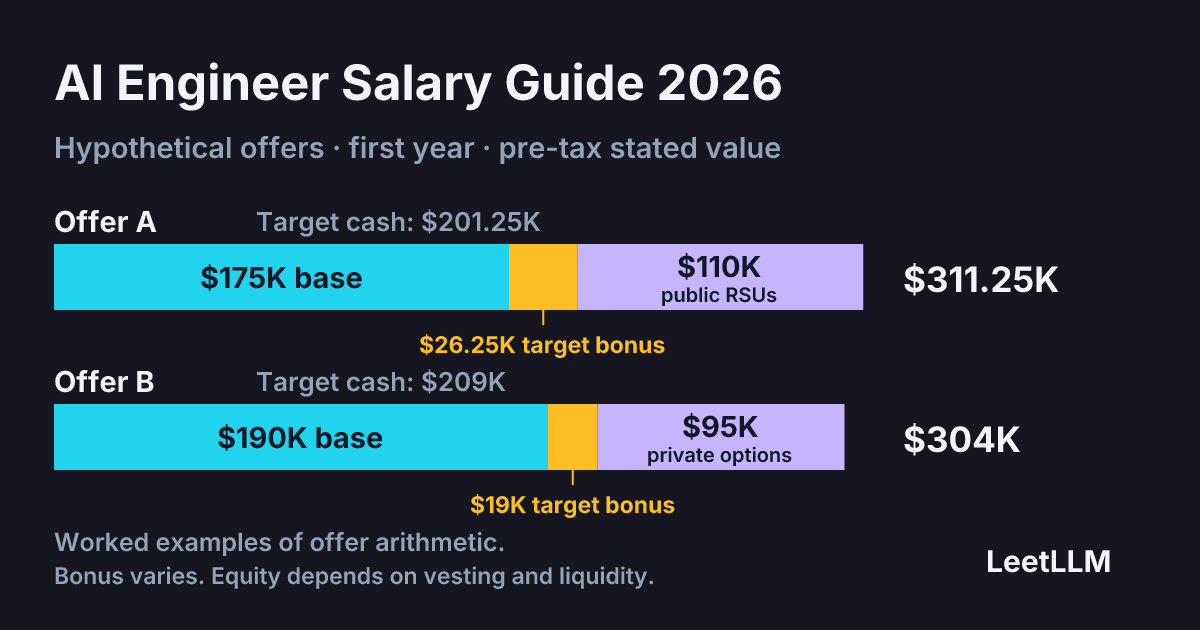 AI Engineer Salary Guide 2026
Hypothetical offers · first year · pre-tax stated value
Offer A
Target cash: $201.25K
$175K base
$110K
public RSUs
$311.25K
$26.25K target bonus
Offer B
Target cash: $209K
$190K base
$95K
private options
$304K
$19K target bonus
Worked examples of offer arithmetic.
Bonus varies. Equity depends on vesting and liquidity.
LeetLLM